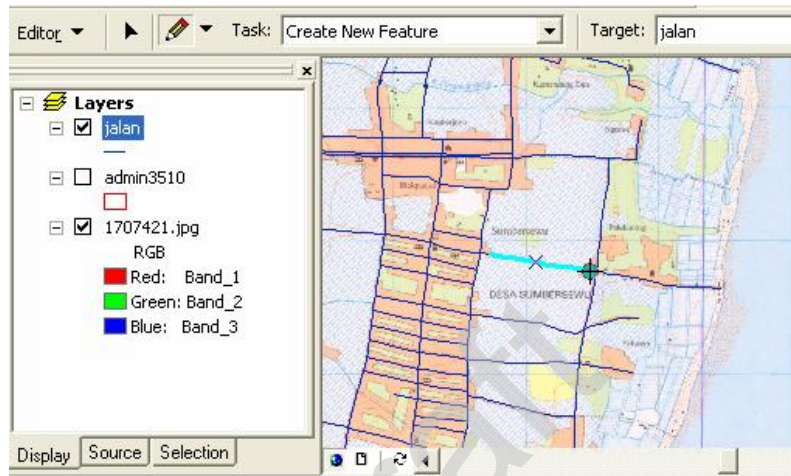 Editor Task: Create New Feature Target: jalan
Layers
jalan
admin3510
1707421.jpg
RGB
Red: Band_1
Green: Band_2
Blue: Band_3
Display Source Selection
Sumbersewu
DESA SUMBERSEWU